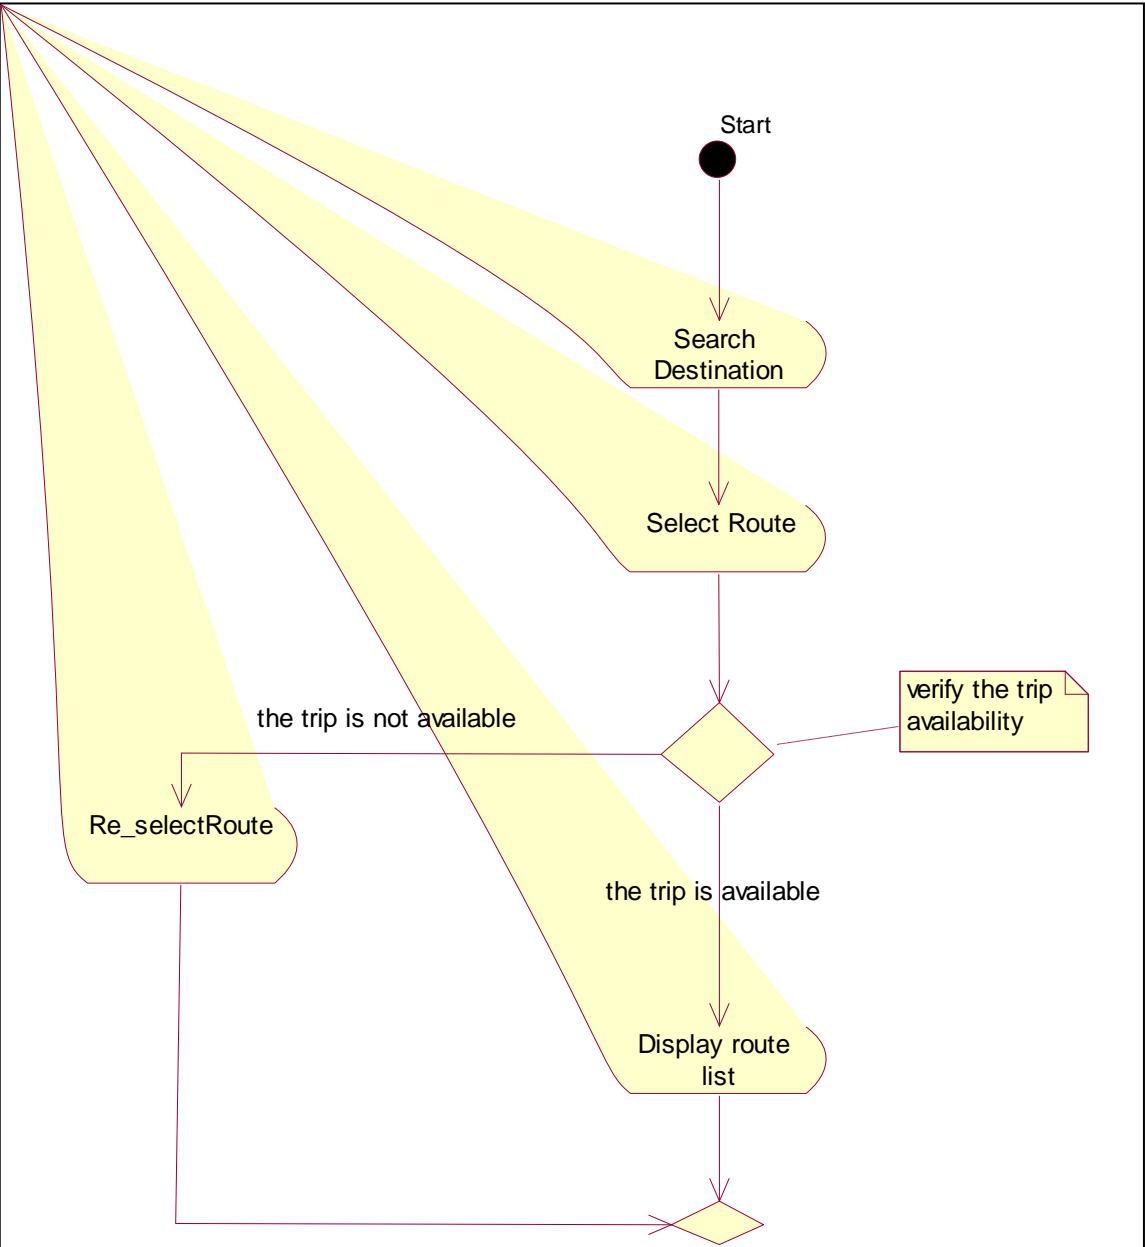 Start
Search
Destination
Select Route
verify the trip
availability
the trip is not available
Re_selectRoute
the trip is available
Display route
list